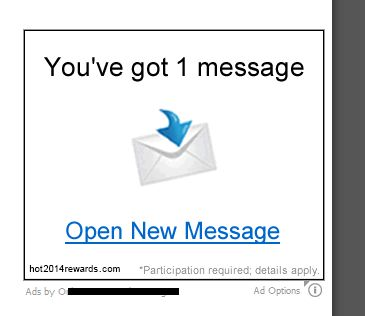 You've got 1 message
Open New Message
hot2014rewards.com *Participation required; details apply.
Ads by Ad Options